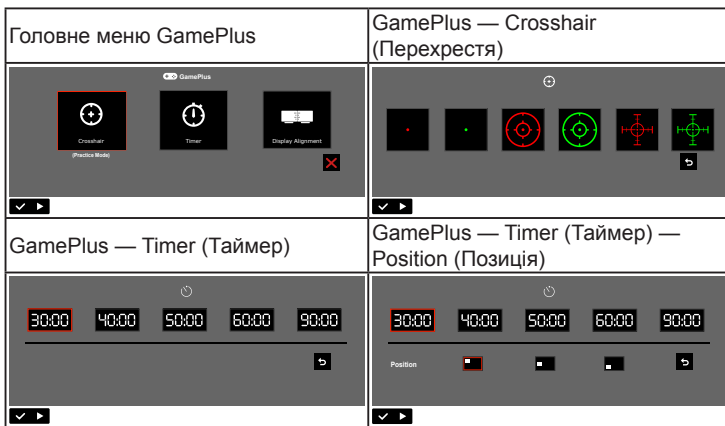 Головне меню GamePlus
GamePlus — Crosshair
(Перехрестя)
GamePlus
Crosshair
Timer
Display Alignment
(Practice Mode)
GamePlus — Timer (Таймер)
GamePlus — Timer (Таймер) —
Position (Позиція)
30:00 40:00 50:00 60:00 90:00
30:00 40:00 50:00 60:00 90:00
Position